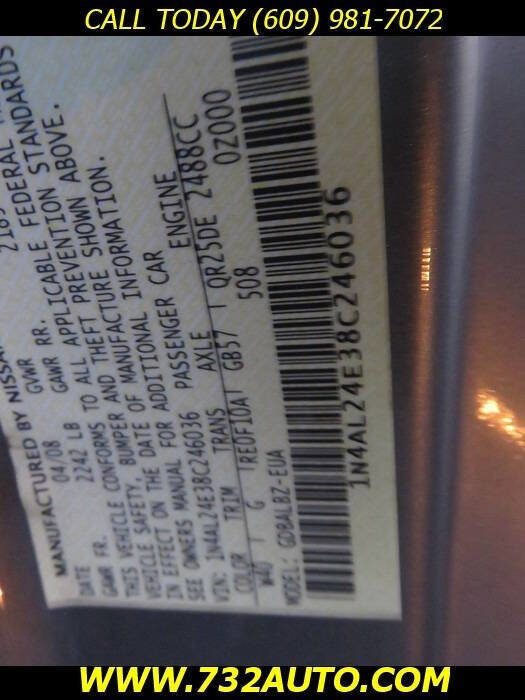 CALL TODAY (609) 981-7072
MANUFACTURED BY NISSA
DATE 04/08 GVWR
GAWR FR. 2242 LB GAWR RR.
THIS VEHICLE CONFORMS TO ALL APPLICABLE FEDERAL
VEHICLE SAFETY, BUMPER AND THEFT PREVENTION STANDARDS
IN EFFECT ON THE DATE OF MANUFACTURE SHOWN ABOVE.
SEE OWNERS MANUAL FOR ADDITIONAL INFORMATION.
VIN: 1N4AL24E38C246036 PASSENGER CAR
COLOR TRIM TRANS AXLE ENGINE
W40 G RE0F10A GB57 QR25DE 2488CC
MODEL: GDBALBZ-EUA 508 0Z000
1N4AL24E38C246036
WWW.732AUTO.COM